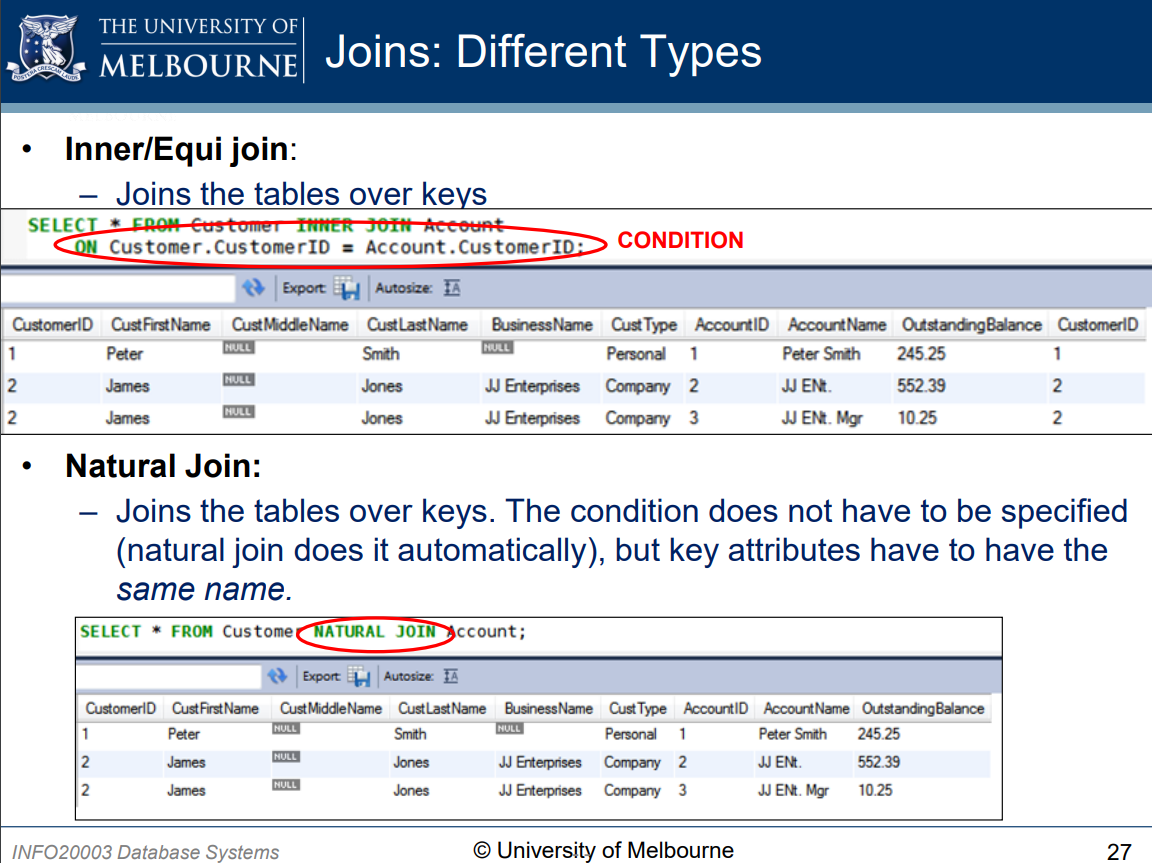 THE UNIVERSITY OF
MELBOURNE
POSTERA CRESCAM LAUDE
Joins: Different Types
• Inner/Equi join:
– Joins the tables over keys
SELECT * FROM Customer INNER JOIN Account
ON Customer.CustomerID = Account.CustomerID;
CONDITION
Export: Autosize:
CustomerID CustFirstName CustMiddleName CustLastName BusinessName CustType AccountID AccountName OutstandingBalance CustomerID
1 Peter NULL Smith NULL Personal 1 Peter Smith 245.25 1
2 James NULL Jones JJ Enterprises Company 2 JJ ENt. 552.39 2
2 James NULL Jones JJ Enterprises Company 3 JJ ENt. Mgr 10.25 2
• Natural Join:
– Joins the tables over keys. The condition does not have to be specified
(natural join does it automatically), but key attributes have to have the
same name.
SELECT * FROM Customer NATURAL JOIN Account;
Export: Autosize:
CustomerID CustFirstName CustMiddleName CustLastName BusinessName CustType AccountID AccountName OutstandingBalance
1 Peter NULL Smith NULL Personal 1 Peter Smith 245.25
2 James NULL Jones JJ Enterprises Company 2 JJ ENt. 552.39
2 James NULL Jones JJ Enterprises Company 3 JJ ENt. Mgr 10.25
INFO20003 Database Systems
© University of Melbourne
27